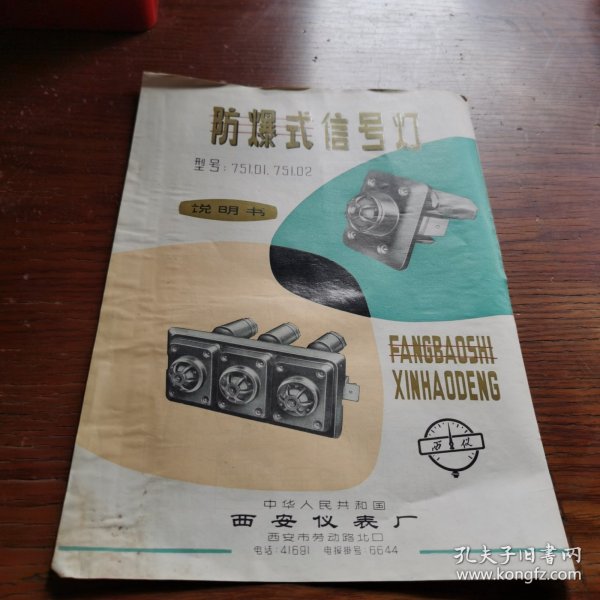 防爆式信号灯
型号：751.01. 751.02
说明书
FANGBAOSHI
XINHAODENG
西仪
中华人民共和国
西安仪表厂
西安市劳动路北口
电话：41691 电报掛号：6644
孔夫子旧书网
www.kongfz.com